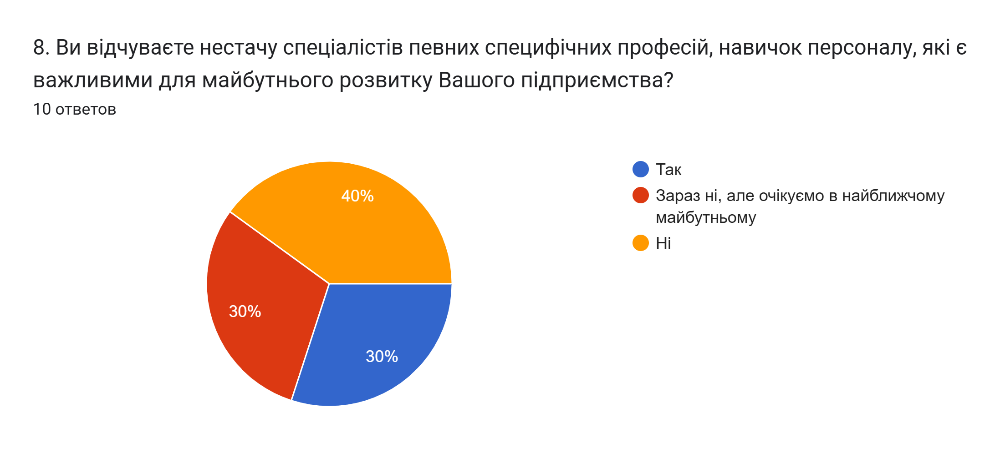 8. Ви відчуваєте нестачу спеціалістів певних специфічних професій, навичок персоналу, які є
важливими для майбутнього розвитку Вашого підприємства?
10 ответов
40%
30%
30%
Так
Зараз ні, але очікуємо в найближчому
майбутньому
Ні